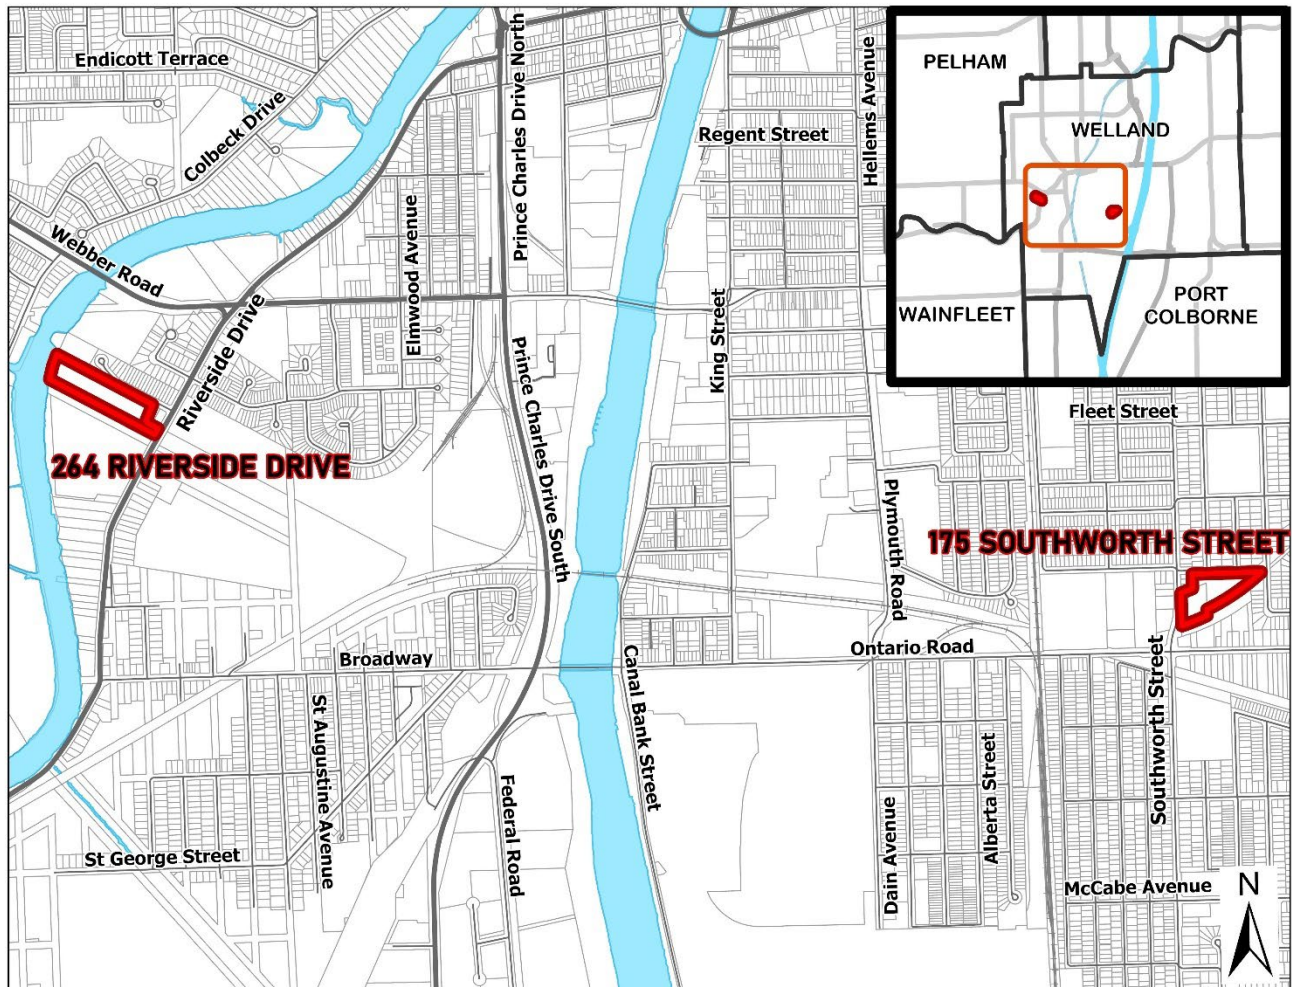 Endicott Terrace
Colbeck Drive
Prince Charles Drive North
Regent Street
Hellems Avenue
PELHAM
WELLAND
WAINFLEET
PORT
COLBORNE
Webber Road
Riverside Drive
Elmwood Avenue
Prince Charles Drive South
King Street
Fleet Street
264 RIVERSIDE DRIVE
Plymouth Road
175 SOUTHWORTH STREET
Broadway
Ontario Road
St Augustine Avenue
Canal Bank Street
Southworth Street
Federal Road
Dain Avenue
Alberta Street
St George Street
McCabe Avenue
N